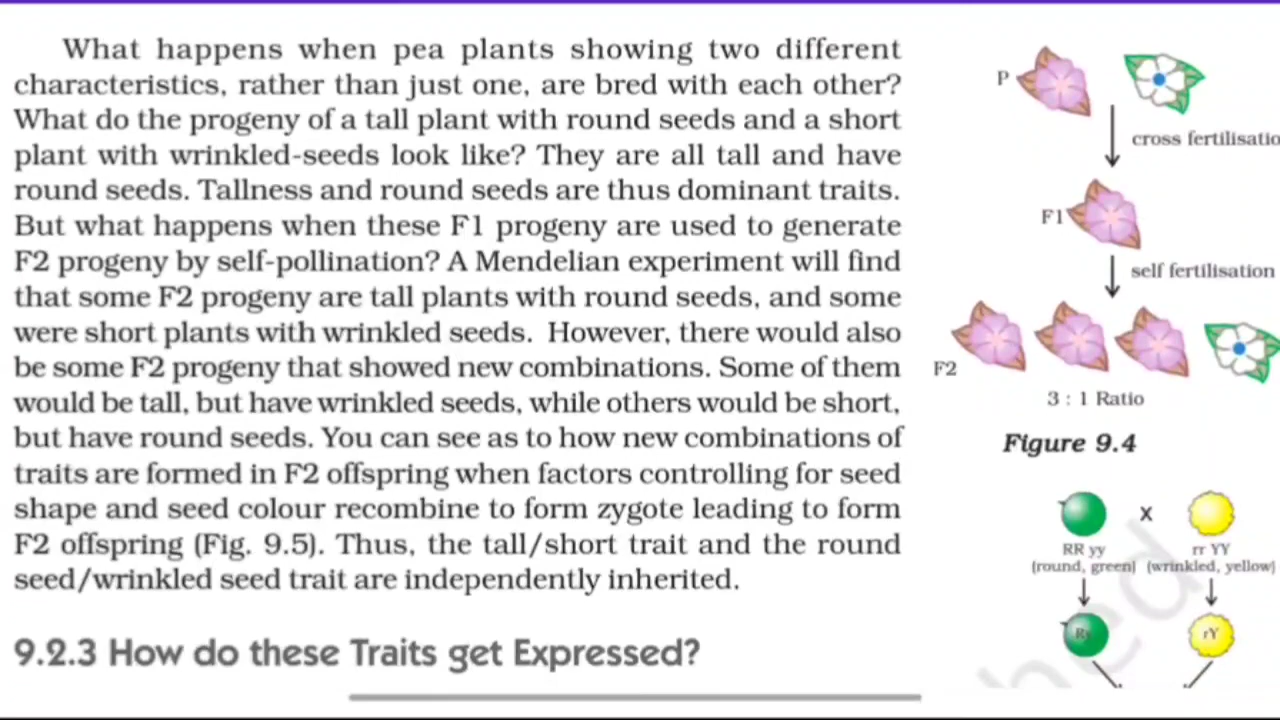 What happens when pea plants showing two different
characteristics, rather than just one, are bred with each other?
What do the progeny of a tall plant with round seeds and a short
plant with wrinkled-seeds look like? They are all tall and have
round seeds. Tallness and round seeds are thus dominant traits.
But what happens when these F1 progeny are used to generate
F2 progeny by self-pollination? A Mendelian experiment will find
that some F2 progeny are tall plants with round seeds, and some
were short plants with wrinkled seeds.  However, there would also
be some F2 progeny that showed new combinations. Some of them
would be tall, but have wrinkled seeds, while others would be short,
but have round seeds. You can see as to how new combinations of
traits are formed in F2 offspring when factors controlling for seed
shape and seed colour recombine to form zygote leading to form
F2 offspring (Fig. 9.5). Thus, the tall/short trait and the round
seed/wrinkled seed trait are independently inherited.
9.2.3 How do these Traits get Expressed?
P
cross fertilisatio
F1
self fertilisation
F2
3 : 1 Ratio
Figure 9.4
x
RR yy rr YY
(round, green) (wrinkled, yellow)
rY